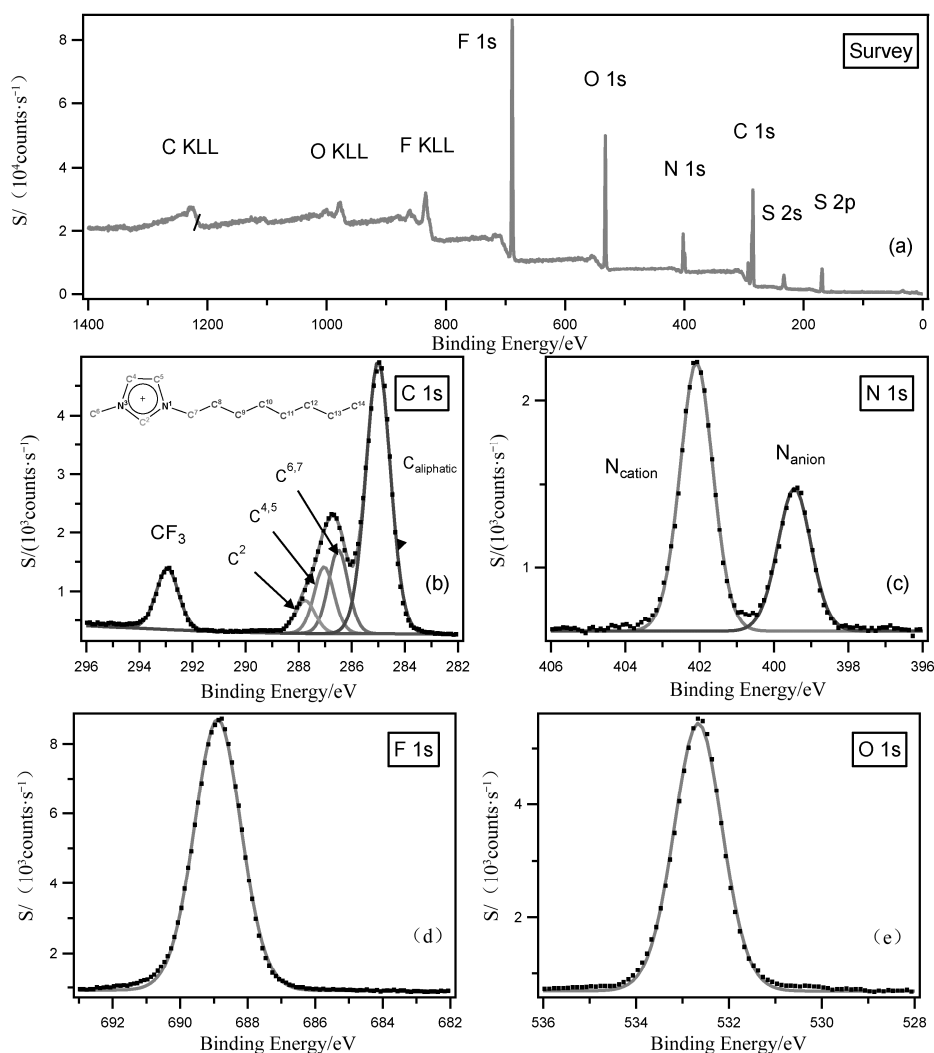 8
6
4
2
0
S/（10⁴counts·s⁻¹）
F 1s
Survey
O 1s
C KLL
O KLL
F KLL
C 1s
N 1s
S 2s
S 2p
(a)
1400
1200
1000
800
600
400
200
0
Binding Energy/eV
4
3
2
1
S/(10³counts·s⁻¹)
C 1s
C⁴
C⁵
N³
+
N¹
C⁶
C²
C⁷
C⁸
C⁹
C¹⁰
C¹¹
C¹²
C¹³
C¹⁴
C aliphatic
C⁶,⁷
C⁴,⁵
C²
CF₃
(b)
296
294
292
290
288
286
284
282
Binding Energy/eV
2
1
S/(10³counts·s⁻¹)
N 1s
N cation
N anion
(c)
406
404
402
400
398
396
Binding Energy/eV
8
6
4
2
S/（10³counts·s⁻¹）
F 1s
（d）
692
690
688
686
684
682
Binding Energy/eV
4
2
S/（10³counts·s⁻¹）
O 1s
（e）
536
534
532
530
528
Binding Energy/eV